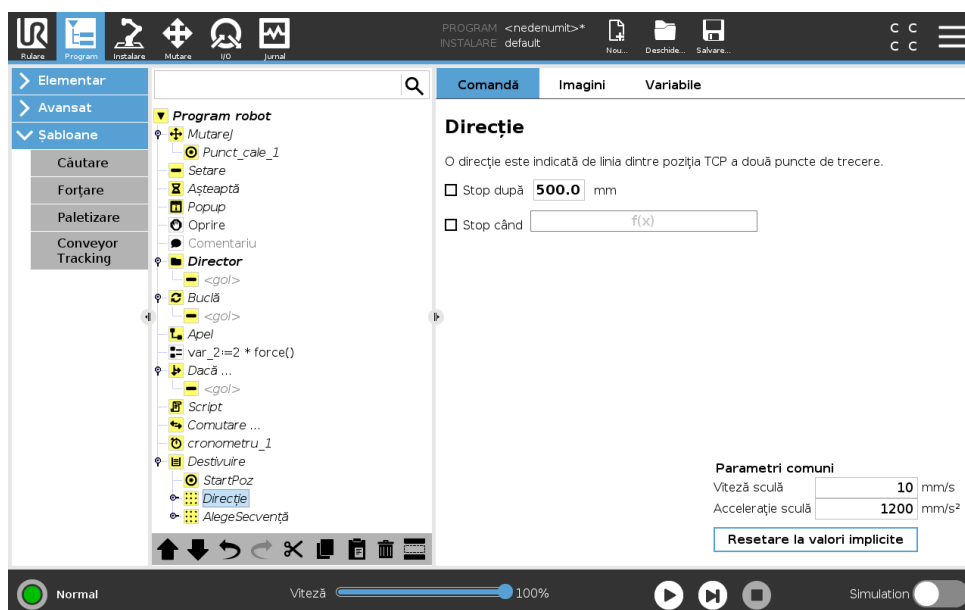 UR
Rulare
Program
Instalare
Mutare
I/O
Jurnal
PROGRAM <nedenumit>*
INSTALARE default
Nou...
Deschide...
Salvare...
C C
C C
Elementar
Avansat
Șabloane
Căutare
Forțare
Paletizare
Conveyor
Tracking
Program robot
MutareJ
Punct_cale_1
Setare
Așteaptă
Popup
Oprire
Comentariu
Director
<gol>
Buclă
<gol>
Apel
var_2:=2 * force()
Dacă ...
<gol>
Script
Comutare ...
cronometru_1
Destivuire
StartPoz
Direcție
AlegeSecvență
Comandă Imagini Variabile
Direcție
O direcție este indicată de linia dintre poziția TCP a două puncte de trecere.
Stop după 500.0 mm
Stop când f(x)
Parametri comuni
Viteză sculă 10 mm/s
Accelerație sculă 1200 mm/s²
Resetare la valori implicite
Normal
Viteză 100%
Simulation